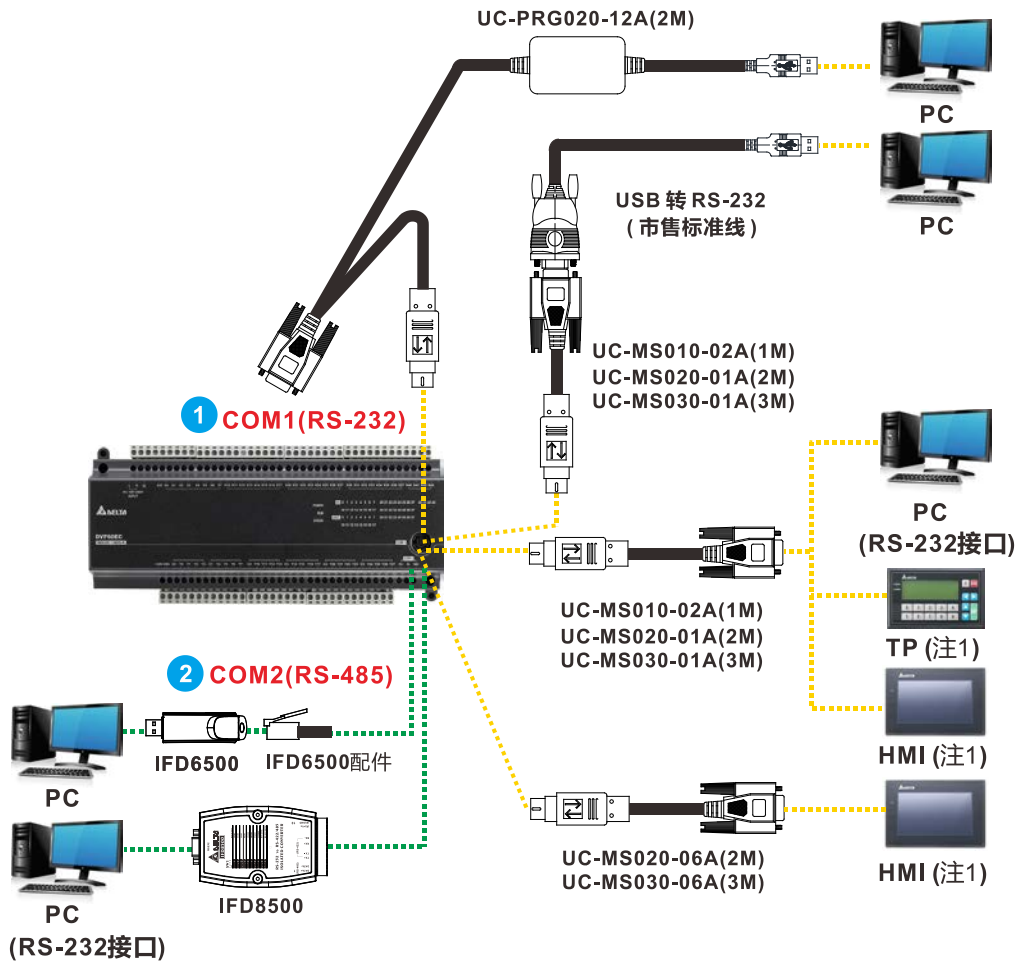 UC-PRG020-12A(2M)
PC
USB 转 RS-232
( 市售标准线 )
PC
UC-MS010-02A(1M)
UC-MS020-01A(2M)
UC-MS030-01A(3M)
1 COM1(RS-232)
DELTA
DVP60EC
PC
(RS-232接口)
UC-MS010-02A(1M)
UC-MS020-01A(2M)
UC-MS030-01A(3M)
TP (注1)
2 COM2(RS-485)
HMI (注1)
IFD6500
IFD6500配件
PC
UC-MS020-06A(2M)
UC-MS030-06A(3M)
HMI (注1)
IFD8500
PC
(RS-232接口)